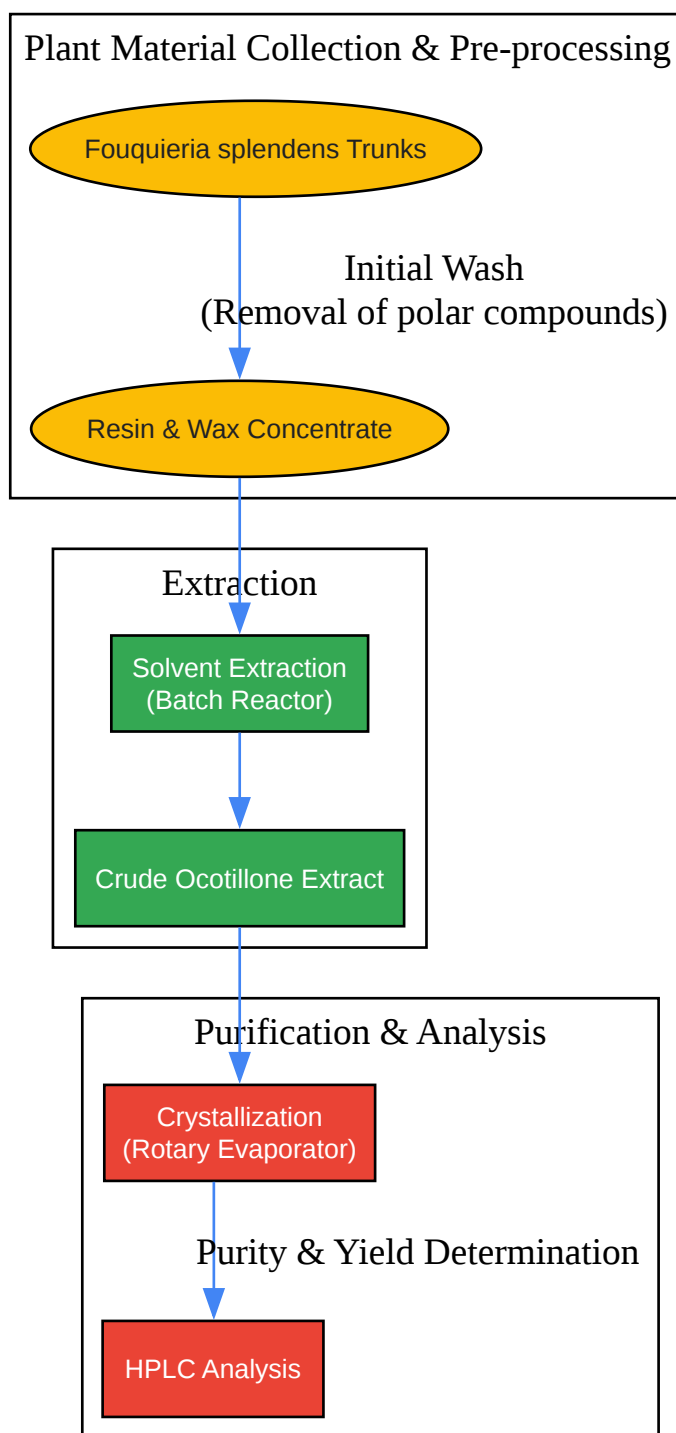 Plant Material Collection & Pre-processing
Fouquieria splendens Trunks
Initial Wash
(Removal of polar compounds)
Resin & Wax Concentrate
Extraction
Solvent Extraction
(Batch Reactor)
Crude Ocotillone Extract
Purification & Analysis
Crystallization
(Rotary Evaporator)
Purity & Yield Determination
HPLC Analysis